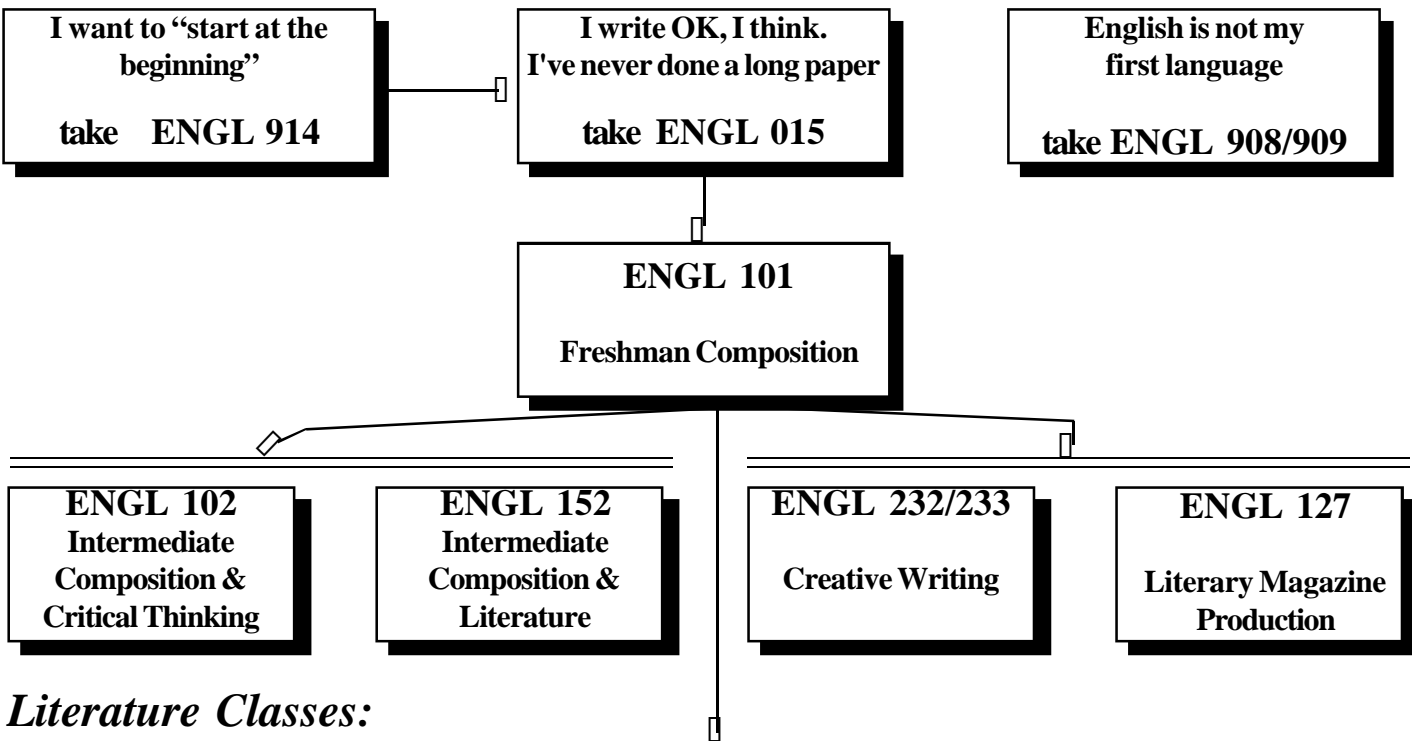 I want to “start at the
beginning”
take ENGL 914
I write OK, I think.
I've never done a long paper
take ENGL 015
English is not my
first language
take ENGL 908/909
ENGL 101
Freshman Composition
ENGL 102
Intermediate
Composition &
Critical Thinking
ENGL 152
Intermediate
Composition &
Literature
ENGL 232/233
Creative Writing
ENGL 127
Literary Magazine
Production
Literature Classes: